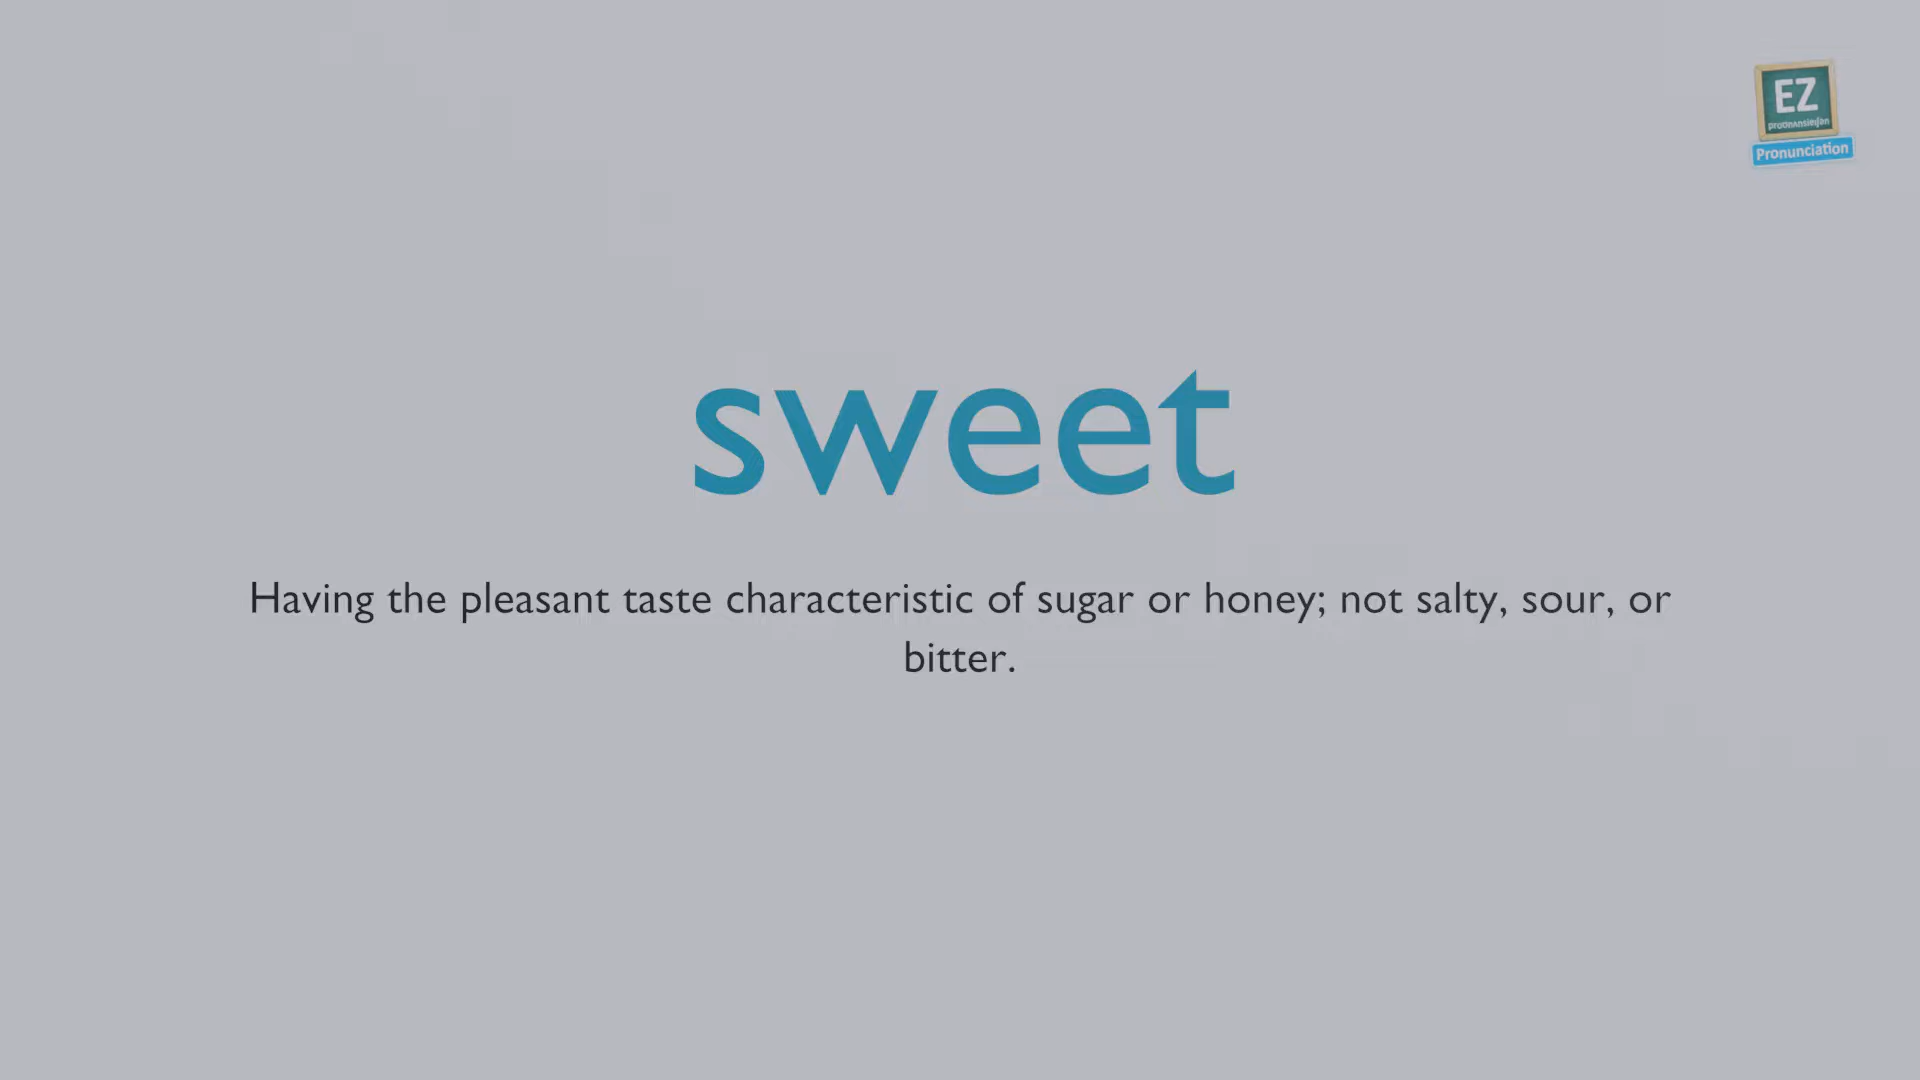 EZ
Pronunciation
sweet
Having the pleasant taste characteristic of sugar or honey; not salty, sour, or
bitter.